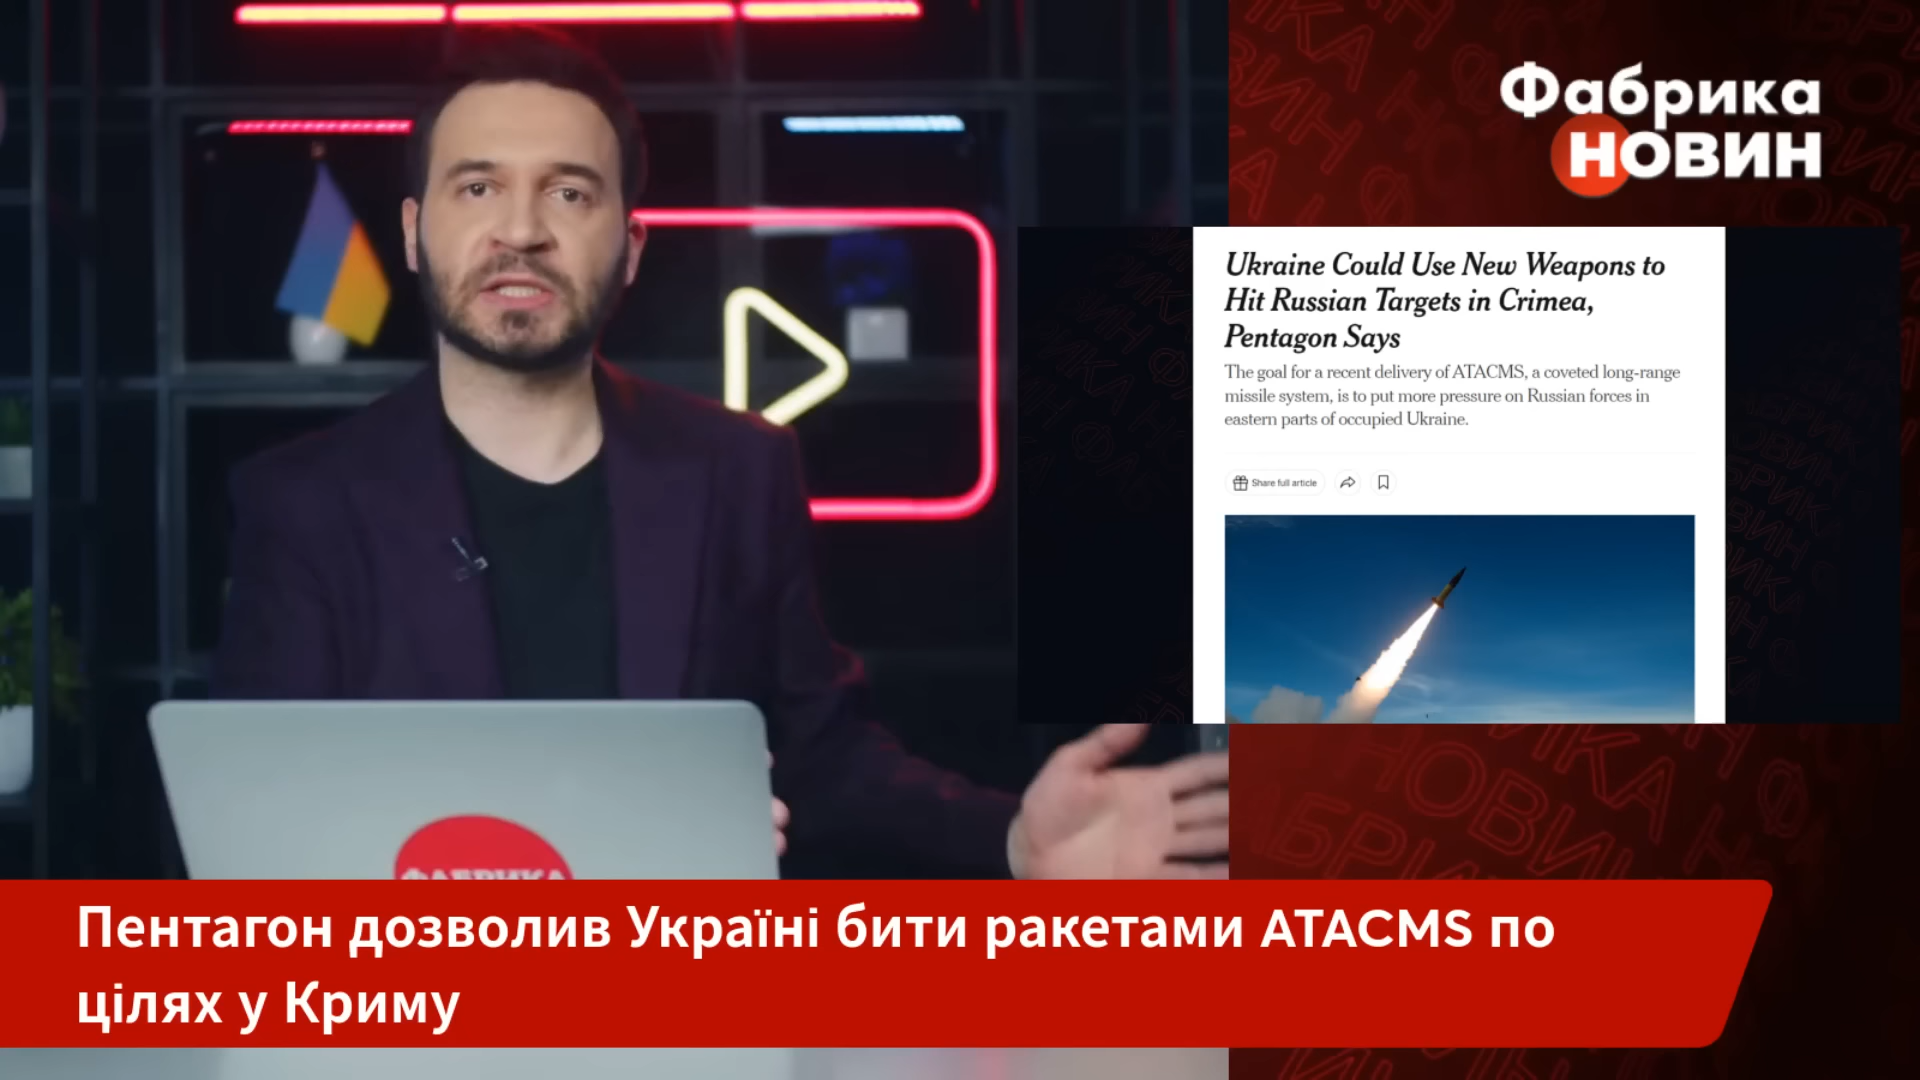 Фабрика
НОВИН
Ukraine Could Use New Weapons to
Hit Russian Targets in Crimea,
Pentagon Says
The goal for a recent delivery of ATACMS, a coveted long-range
missile system, is to put more pressure on Russian forces in
eastern parts of occupied Ukraine.
Share full article
ФАБРИКА
Пентагон дозволив Україні бити ракетами ATACMS по
цілях у Криму